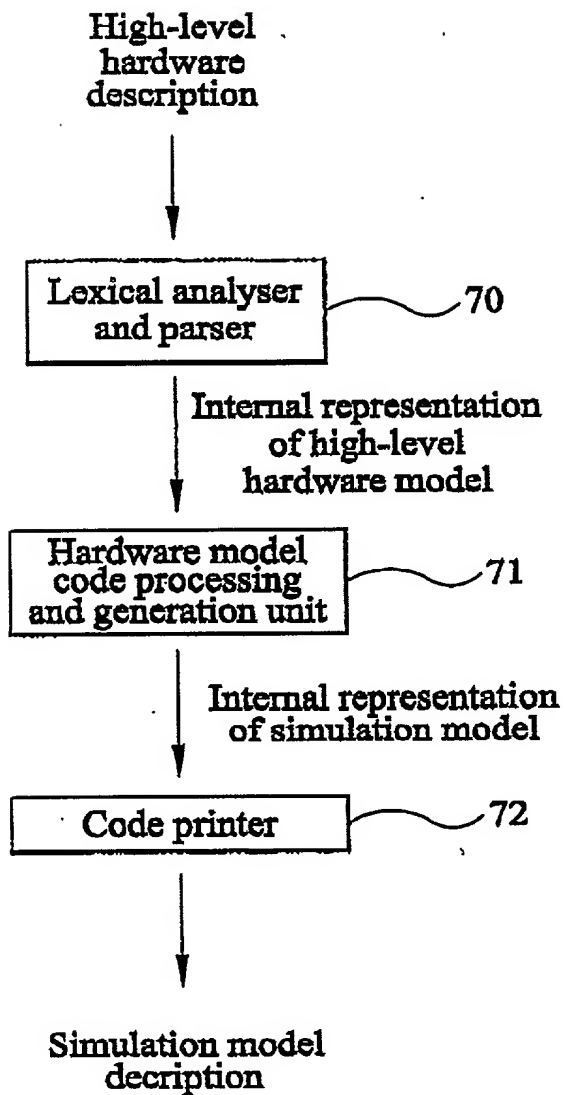 High-level
hardware
description
Lexical analyser
and parser
70
Internal representation
of high-level
hardware model
Hardware model
code processing
and generation unit
71
Internal representation
of simulation model
Code printer
72
Simulation model
decription